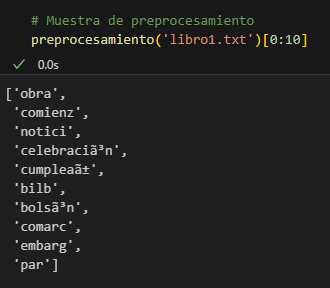 # Muestra de preprocesamiento
preprocesamiento('libro1.txt')[0:10]
0.0s
['obra',
'comienz',
'notici',
'celebraciã³n',
'cumpleã±',
'bilb',
'bolsã³n',
'comarc',
'embarg',
'par']